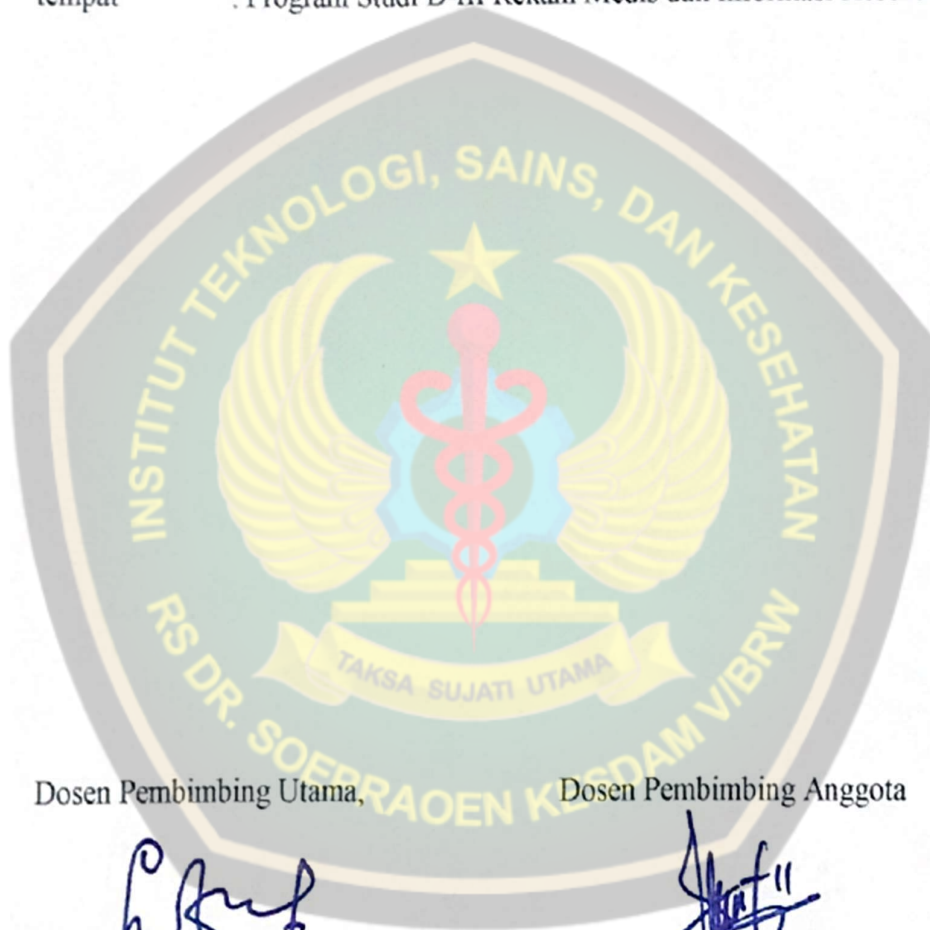 tempat : Program Studi D-III Rekam Medis dan Informasi
INSTITUT TEKNOLOGI, SAINS, DAN KESEHATAN
TAKSA SUJATI UTAMA
RS DR. SOEPRAOEN KESDAM V/BRW
Dosen Pembimbing Utama, Dosen Pembimbing Anggota